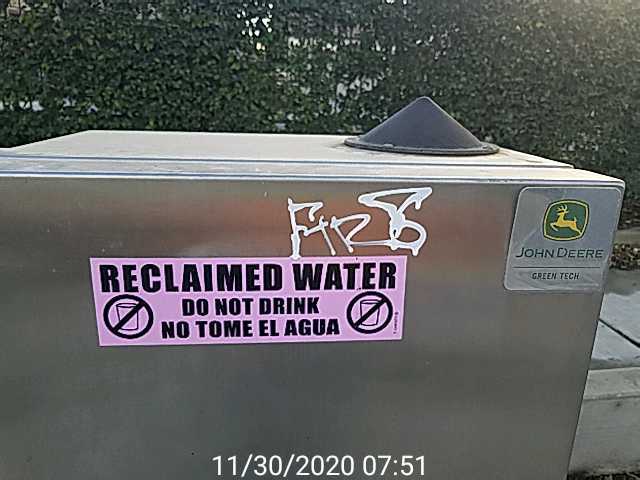 RECLAIMED WATER
DO NOT DRINK
NO TOME EL AGUA
JOHN DEERE
GREEN TECH
11/30/2020 07:51